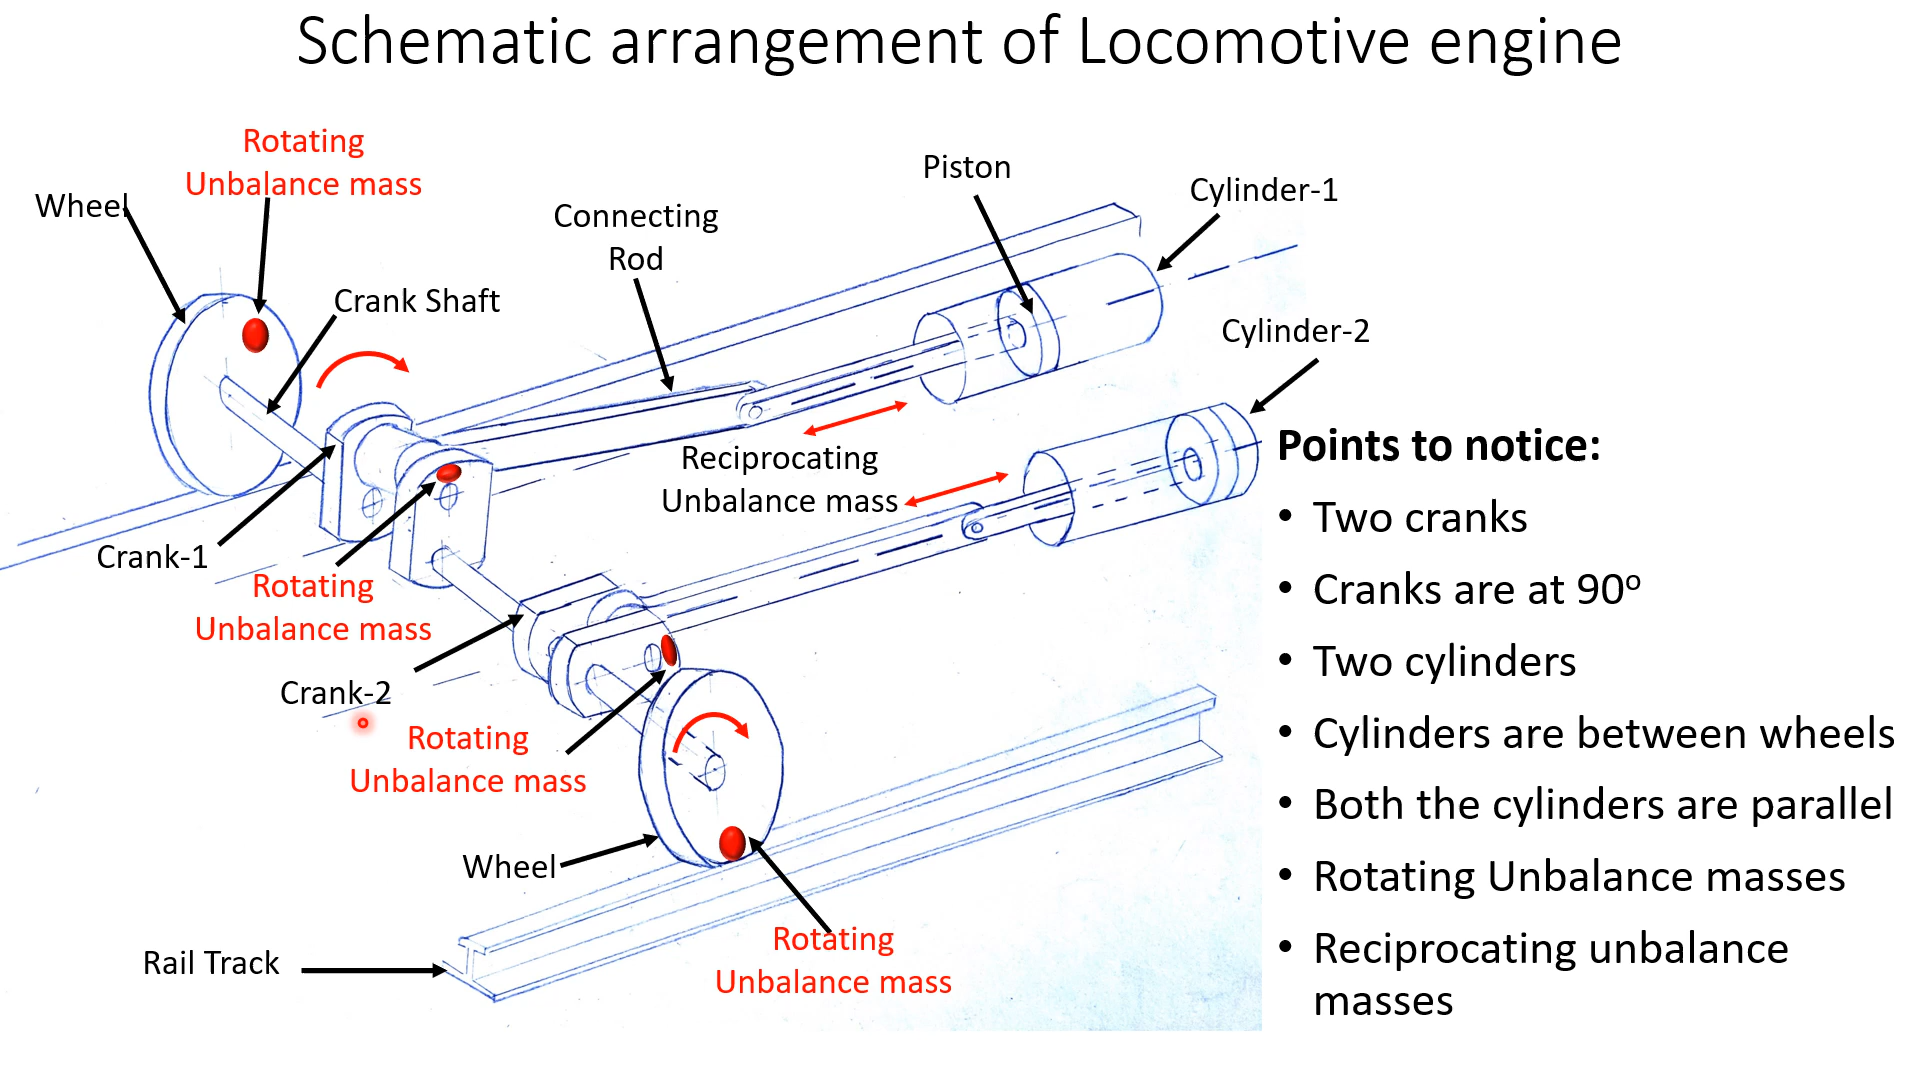 Schematic arrangement of Locomotive engine
Rotating
Unbalance mass
Wheel
Crank Shaft
Connecting
Rod
Piston
Cylinder-1
Cylinder-2
Reciprocating
Unbalance mass
Crank-1
Rotating
Unbalance mass
Crank-2
Rotating
Unbalance mass
Wheel
Rotating
Unbalance mass
Rail Track
Points to notice:
• Two cranks
• Cranks are at 90º
• Two cylinders
• Cylinders are between wheels
• Both the cylinders are parallel
• Rotating Unbalance masses
• Reciprocating unbalance
masses